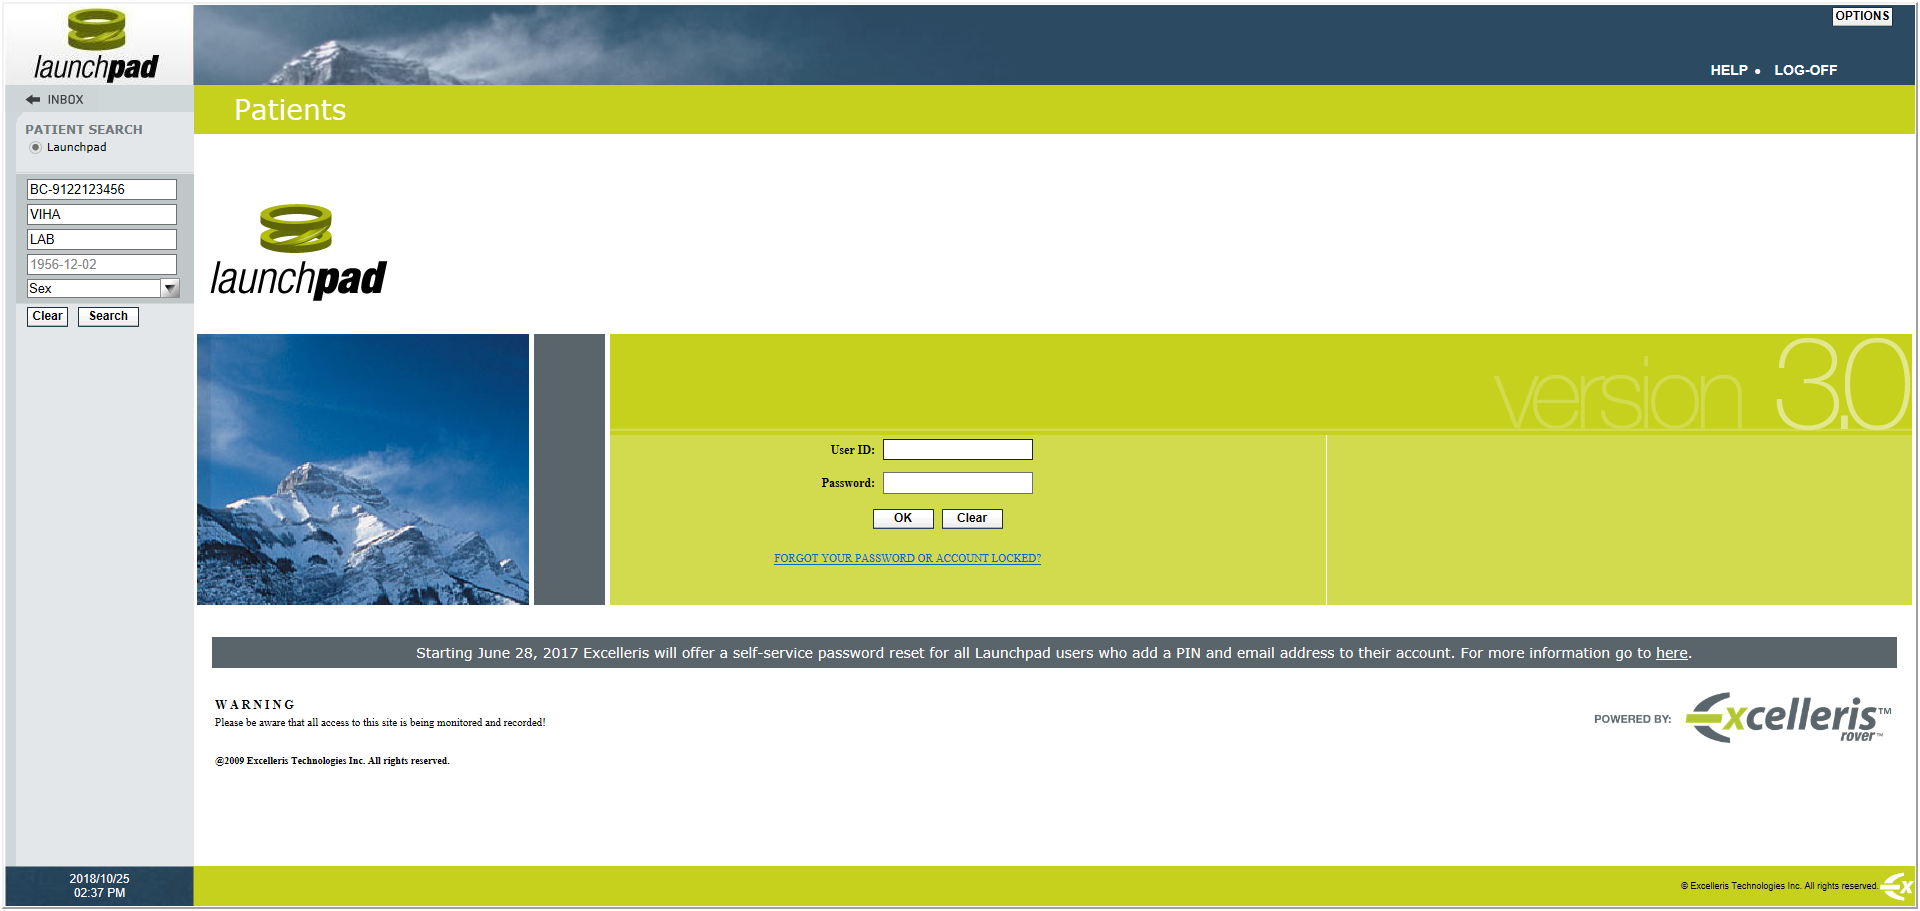 launchpad
OPTIONS
HELP • LOG-OFF
INBOX
Patients
PATIENT SEARCH
Launchpad
BC-9122123456
VIHA
LAB
1956-12-02
Sex
Clear Search
launchpad
version 3.0
User ID:
Password:
OK Clear
FORGOT YOUR PASSWORD OR ACCOUNT LOCKED?
Starting June 28, 2017 Excelleris will offer a self-service password reset for all Launchpad users who add a PIN and email address to their account. For more information go to here.
WARNING
Please be aware that all access to this site is being monitored and recorded!
POWERED BY: Excelleris™
rover™
@2009 Excelleris Technologies Inc. All rights reserved.
2018/10/25
02:37 PM
© Excelleris Technologies Inc. All rights reserved. Ex